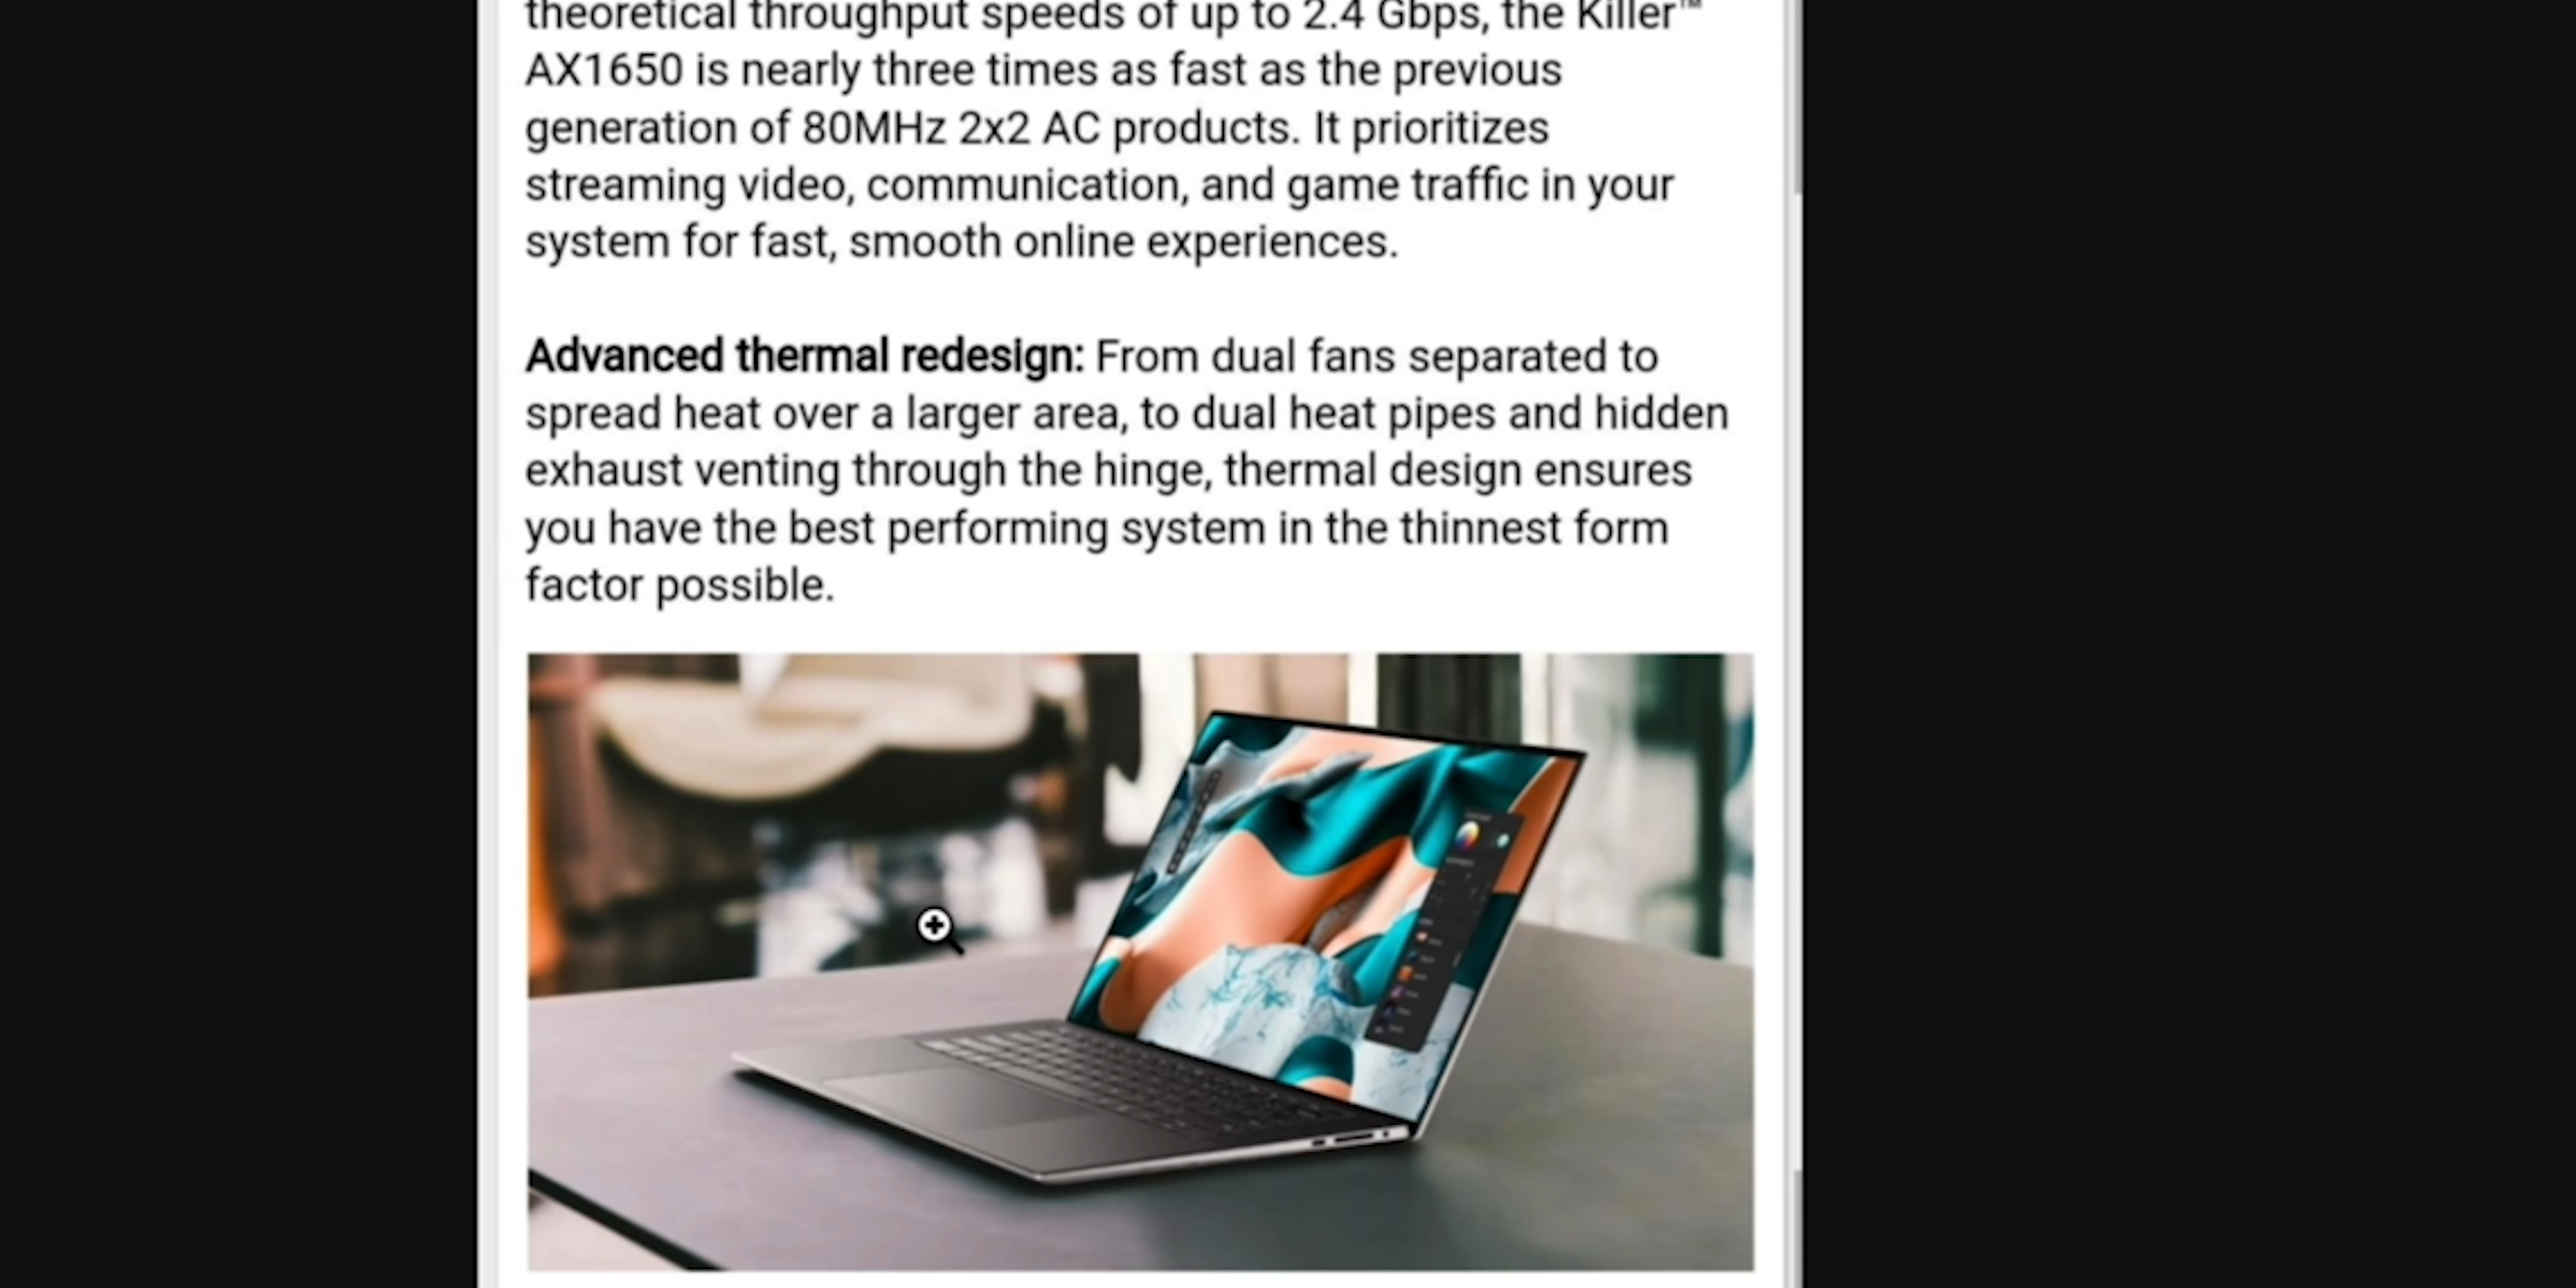 theoretical throughput speeds of up to 2.4 Gbps, the Killer™
AX1650 is nearly three times as fast as the previous
generation of 80MHz 2x2 AC products. It prioritizes
streaming video, communication, and game traffic in your
system for fast, smooth online experiences.
Advanced thermal redesign: From dual fans separated to
spread heat over a larger area, to dual heat pipes and hidden
exhaust venting through the hinge, thermal design ensures
you have the best performing system in the thinnest form
factor possible.